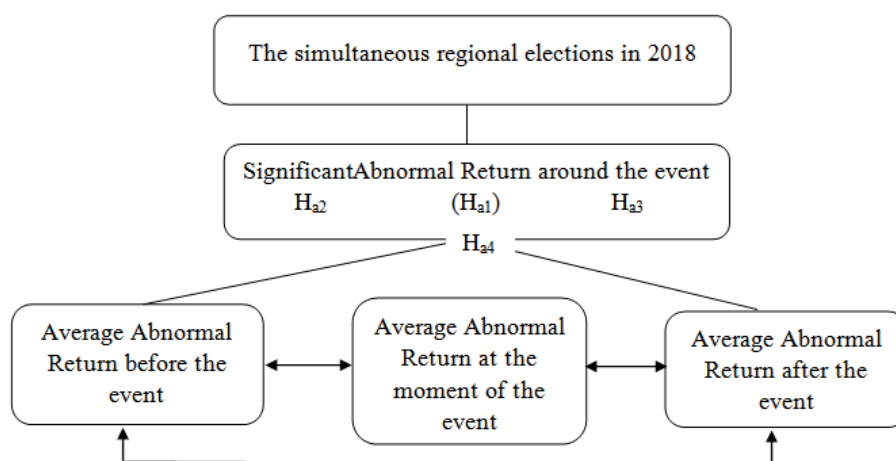 The simultaneous regional elections in 2018
SignificantAbnormal Return around the event
Hₐ₂ (Hₐ₁) Hₐ₃
Hₐ₄
Average Abnormal
Return before the
event
Average Abnormal
Return at the
moment of the
event
Average Abnormal
Return after the
event